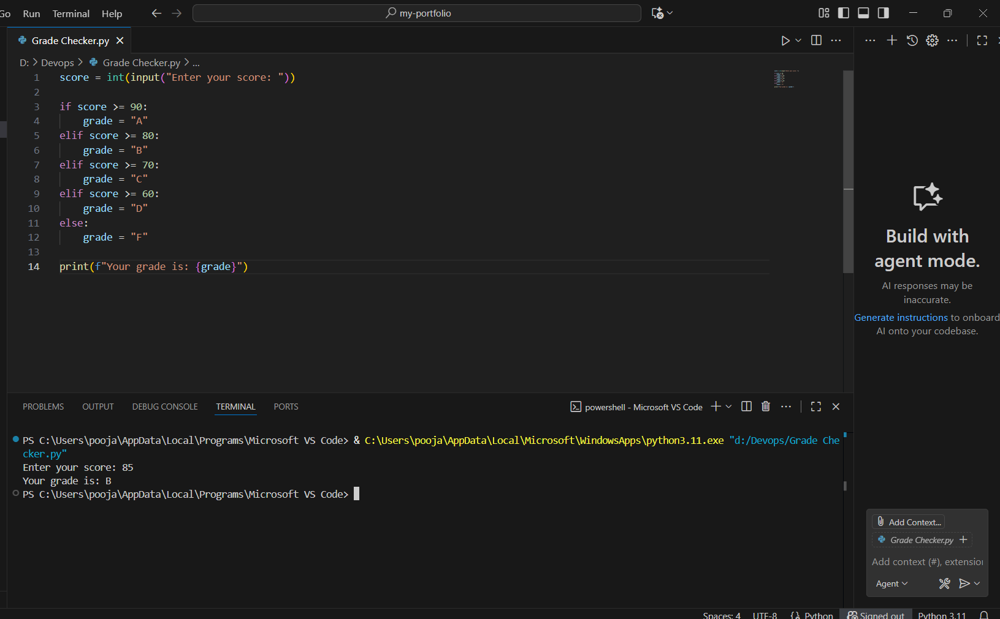 Go Run Terminal Help my-portfolio
Grade Checker.py
D: > Devops > Grade Checker.py > ...
1 score = int(input("Enter your score: "))
2
3 if score >= 90:
4 grade = "A"
5 elif score >= 80:
6 grade = "B"
7 elif score >= 70:
8 grade = "C"
9 elif score >= 60:
10 grade = "D"
11 else:
12 grade = "F"
13
14 print(f"Your grade is: {grade}")
Build with
agent mode.
AI responses may be
inaccurate.
Generate instructions to onboard
AI onto your codebase.
PROBLEMS OUTPUT DEBUG CONSOLE TERMINAL PORTS powershell - Microsoft VS Code
PS C:\Users\pooja\AppData\Local\Programs\Microsoft VS Code> & C:\Users\pooja\AppData\Local\Microsoft\WindowsApps\python3.11.exe "d:/Devops/Grade Che
cker.py"
Enter your score: 85
Your grade is: B
PS C:\Users\pooja\AppData\Local\Programs\Microsoft VS Code>
Add Context...
Grade Checker.py
Add context (#), extension
Agent
Spaces: 4 UTF-8 {} Python Signed out Python 3.11